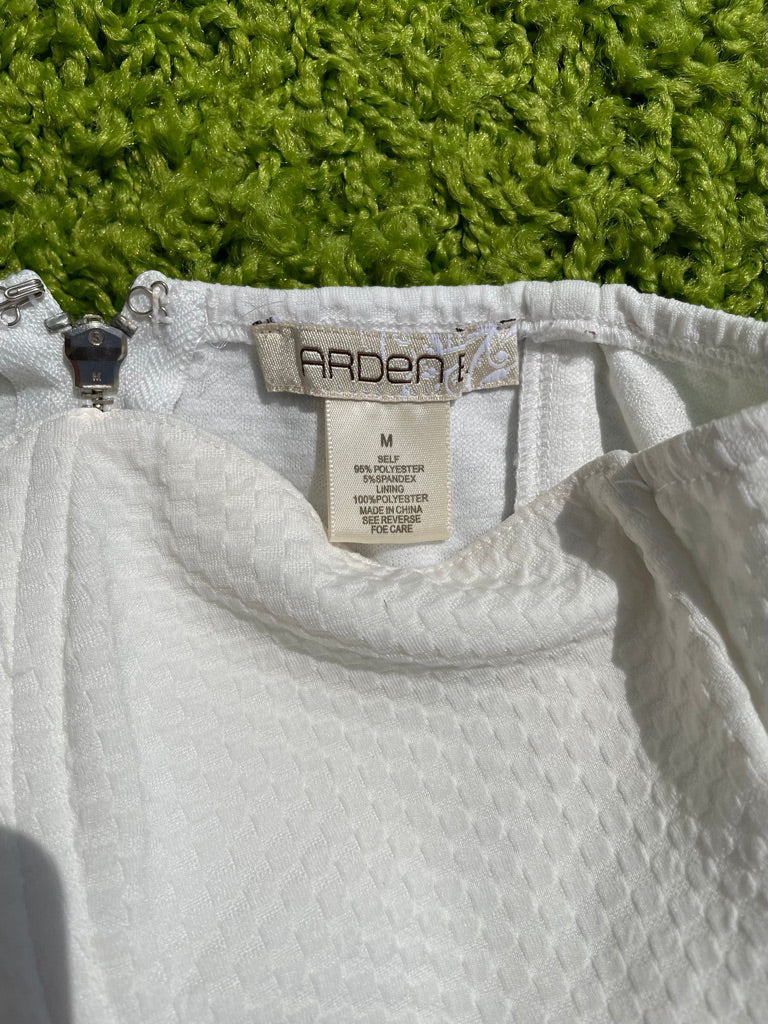 ARDEN
M
SELF
95% POLYESTER
5%SPANDEX
LINING
100%POLYESTER
MADE IN CHINA
SEE REVERSE
FOE CARE